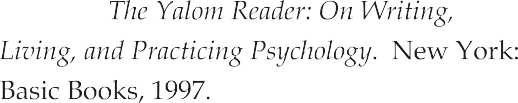 The Yalom Reader: On Writing,
Living, and Practicing Psychology. New York:
Basic Books, 1997.